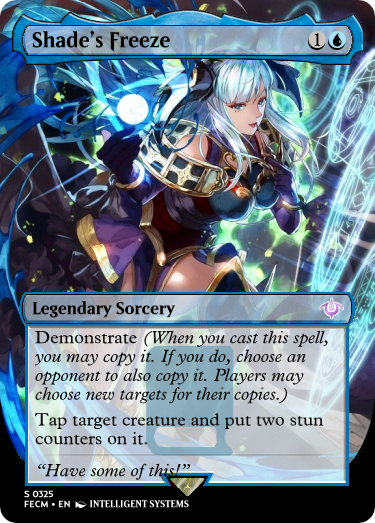 Shade's Freeze 1
Legendary Sorcery
Demonstrate (When you cast this spell,
you may copy it. If you do, choose an
opponent to also copy it. Players may
choose new targets for their copies.)
Tap target creature and put two stun
counters on it.
"Have some of this!"
S 0325
FECM • EN INTELLIGENT SYSTEMS